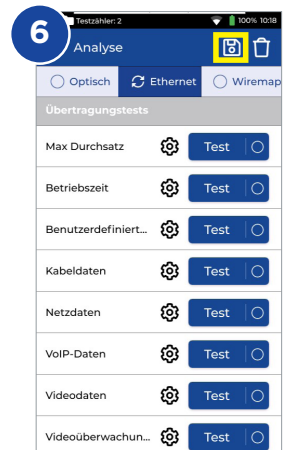 6
Testzähler: 2
100% 10:18
Analyse
Optisch Ethernet Wiremap
Übertragungstests
Max Durchsatz Test
Betriebszeit Test
Benutzerdefiniert... Test
Kabeldaten Test
Netzdaten Test
VoIP-Daten Test
Videodaten Test
Videoüberwachun... Test